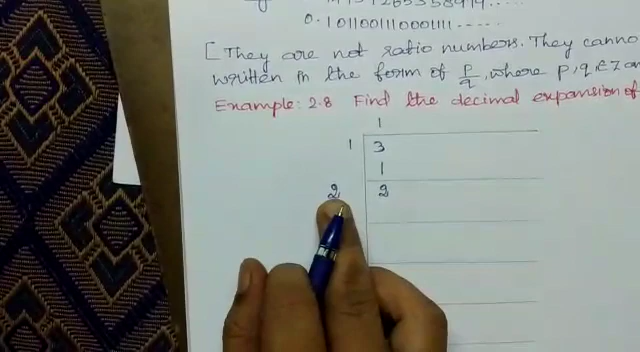 0.10110011100011110.....
[They are not ratio numbers. They canno
written in the form of p/q, where p, q ∈ Z an
Example: 2.8 Find the decimal expansion of
1
1 3
1
2 2